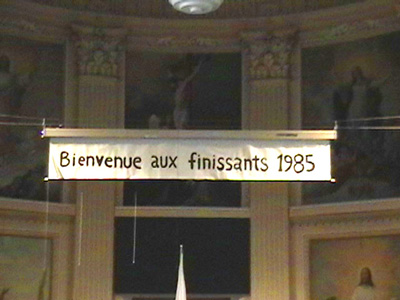 Bienvenue aux finissants 1985